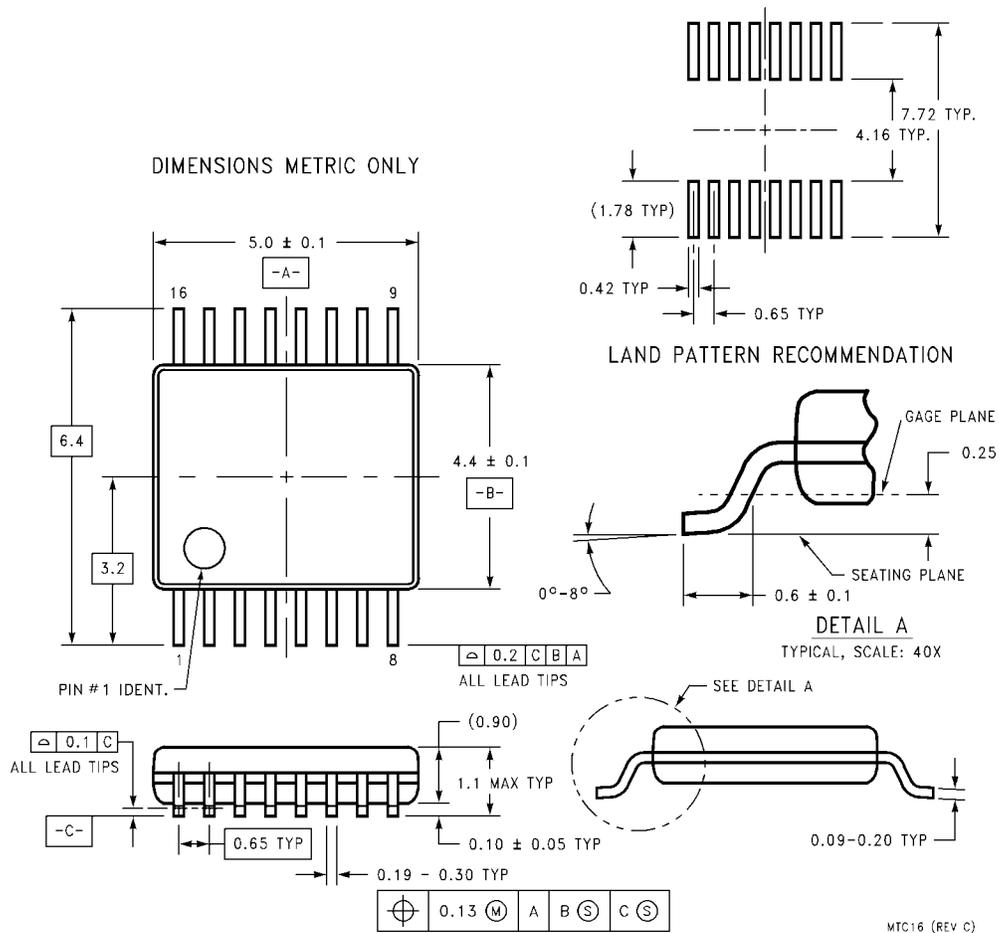 7.72 TYP.
4.16 TYP.
DIMENSIONS METRIC ONLY
(1.78 TYP)
5.0 ± 0.1
-A-
0.42 TYP
16
9
0.65 TYP
LAND PATTERN RECOMMENDATION
GAGE PLANE
6.4
0.25
4.4 ± 0.1
-B-
3.2
SEATING PLANE
0°-8°
0.6 ± 0.1
DETAIL A
TYPICAL, SCALE: 40X
1
8
⌓ 0.2 C B A
ALL LEAD TIPS
PIN #1 IDENT.
SEE DETAIL A
(0.90)
⌓ 0.1 C
ALL LEAD TIPS
1.1 MAX TYP
-C-
0.65 TYP
0.10 ± 0.05 TYP
0.09-0.20 TYP
0.19 - 0.30 TYP
⌖ 0.13 Ⓜ A B Ⓢ C Ⓢ
MTC16 (REV C)